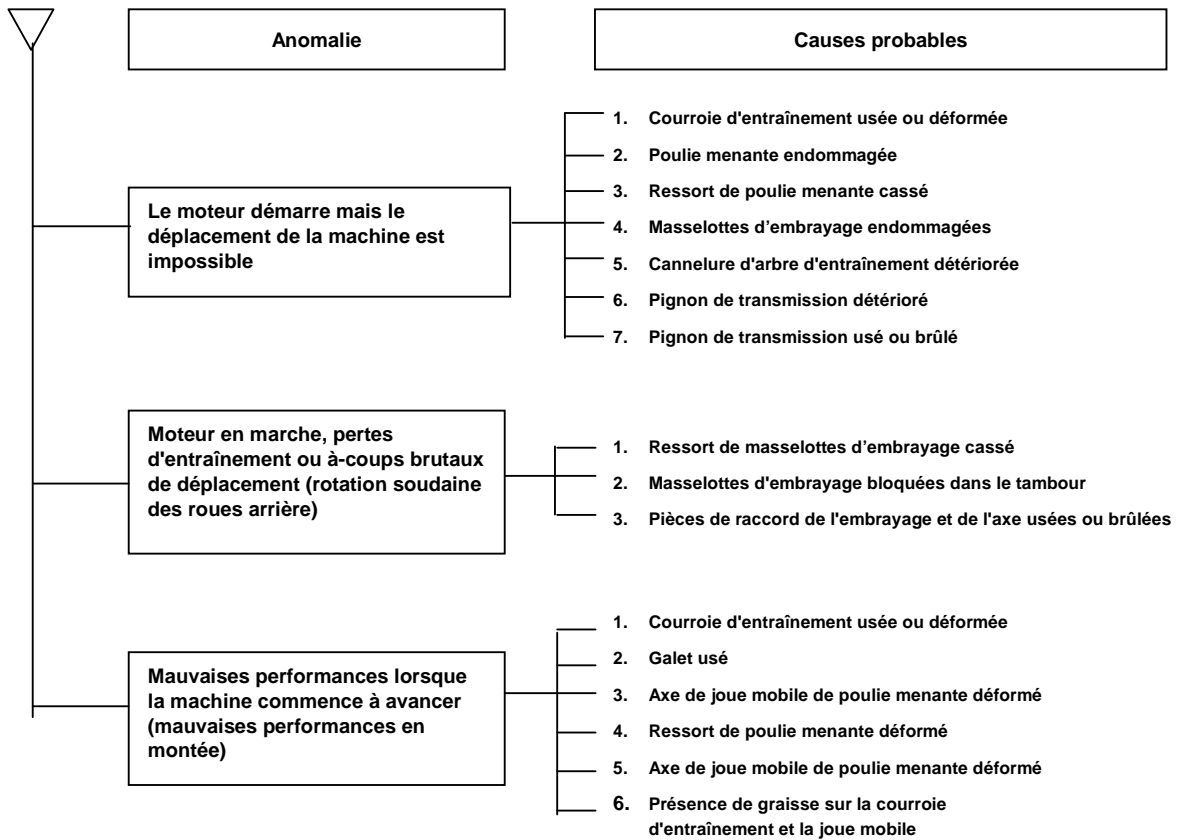 Anomalie
Causes probables
Le moteur démarre mais le
déplacement de la machine est
impossible
1. Courroie d'entraînement usée ou déformée
2. Poulie menante endommagée
3. Ressort de poulie menante cassé
4. Masselottes d’embrayage endommagées
5. Cannelure d'arbre d'entraînement détériorée
6. Pignon de transmission détérioré
7. Pignon de transmission usé ou brûlé
Moteur en marche, pertes
d'entraînement ou à-coups brutaux
de déplacement (rotation soudaine
des roues arrière)
1. Ressort de masselottes d’embrayage cassé
2. Masselottes d'embrayage bloquées dans le tambour
3. Pièces de raccord de l'embrayage et de l'axe usées ou brûlées
Mauvaises performances lorsque
la machine commence à avancer
(mauvaises performances en
montée)
1. Courroie d'entraînement usée ou déformée
2. Galet usé
3. Axe de joue mobile de poulie menante déformé
4. Ressort de poulie menante déformé
5. Axe de joue mobile de poulie menante déformé
6. Présence de graisse sur la courroie
d'entraînement et la joue mobile